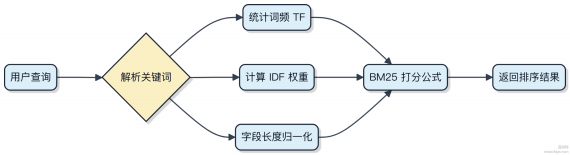 用户查询
解析关键词
统计词频 TF
计算 IDF 权重
字段长度归一化
BM25 打分公式
返回排序结果